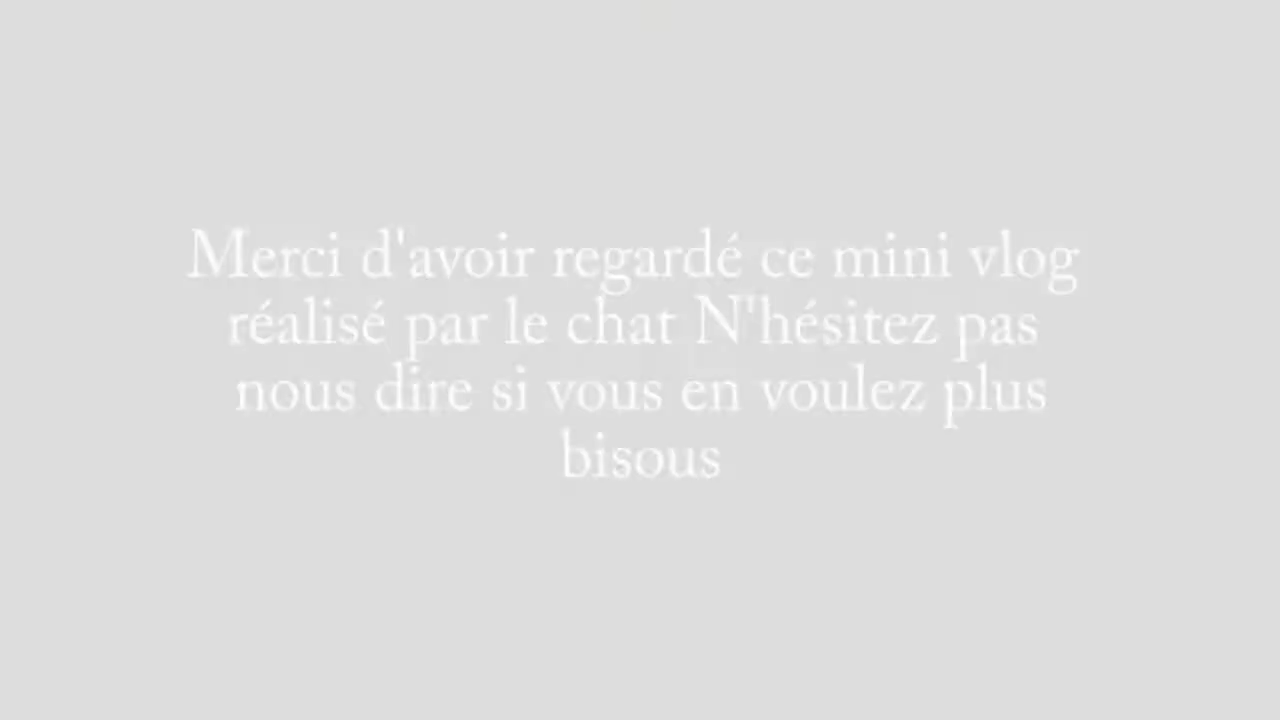 Merci d'avoir regardé ce mini vlog
réalisé par le chat N'hésitez pas
nous dire si vous en voulez plus
bisous